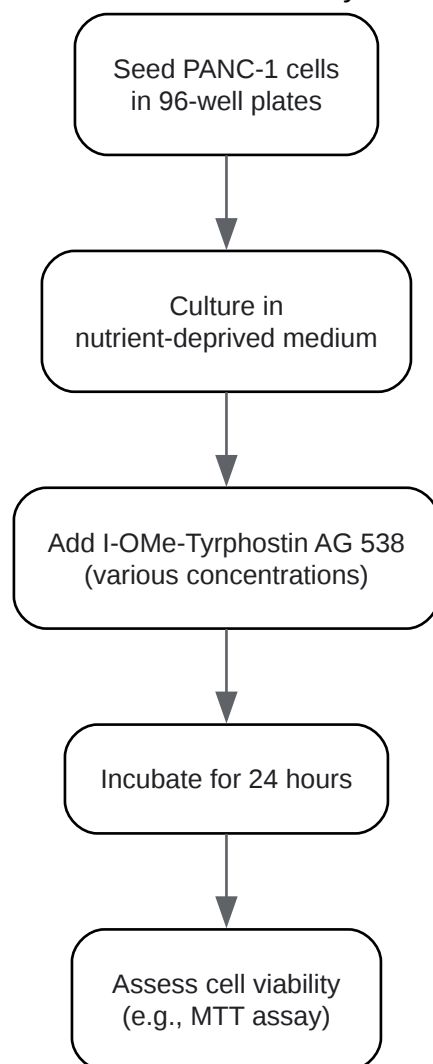 Seed PANC-1 cells
in 96-well plates
Culture in
nutrient-deprived medium
Add I-OMe-Tyrphostin AG 538
(various concentrations)
Incubate for 24 hours
Assess cell viability
(e.g., MTT assay)